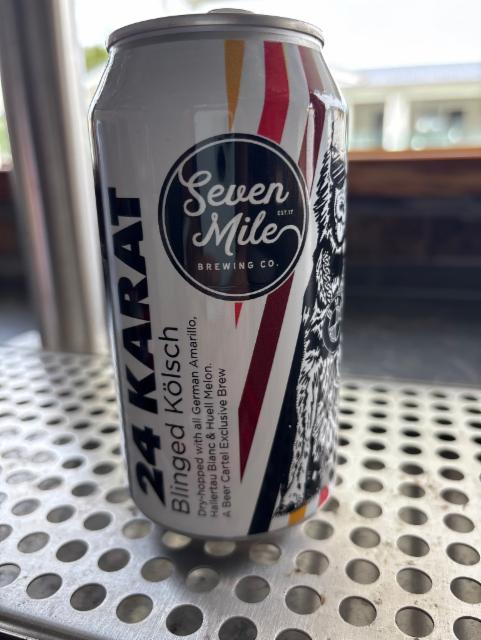 Seven
EST.17
Mile
BREWING CO.
24 KARAT
Blinged Kölsch
Dry-hopped with all German Amarillo,
Hallertau Blanc & Huell Melon.
A Beer Cartel Exclusive Brew